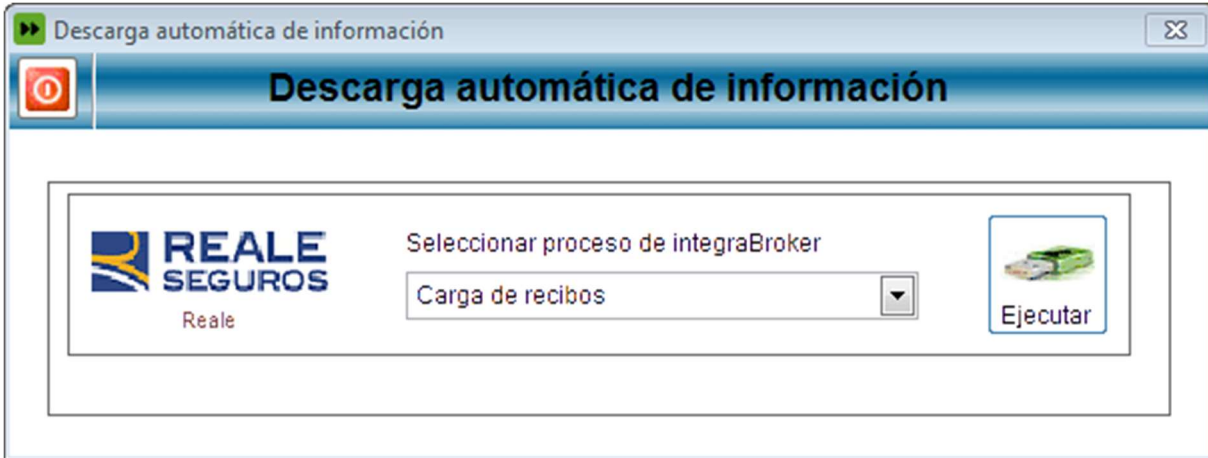 Descarga automática de información
Descarga automática de información
REALE
SEGUROS
Reale
Seleccionar proceso de integraBroker
Carga de recibos
Ejecutar